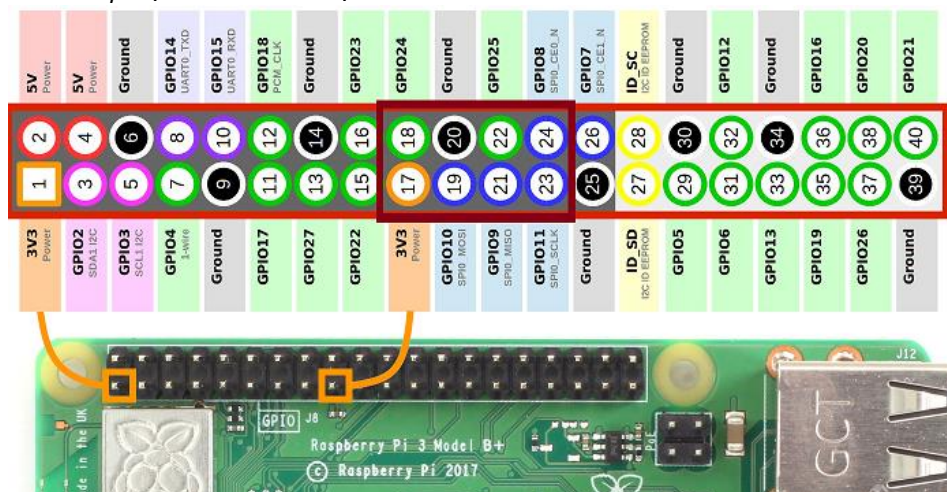 5V
Power
5V
Power
Ground
GPIO14
UART0_TXD
GPIO15
UART0_RXD
GPIO18
PCM_CLK
Ground
GPIO23
GPIO24
Ground
GPIO25
GPIO8
SPI0_CE0_N
GPIO7
SPI0_CE1_N
ID_SC
I2C ID EEPROM
Ground
GPIO12
Ground
GPIO16
GPIO20
GPIO21
2 4 6 8 10 12 14 16 18 20 22 24 26 28 30 32 34 36 38 40
1 3 5 7 9 11 13 15 17 19 21 23 25 27 29 31 33 35 37 39
3V3
Power
GPIO2
SDA1 I2C
GPIO3
SCL1 I2C
GPIO4
1-wire
Ground
GPIO17
GPIO27
GPIO22
3V3
Power
GPIO10
SPI0_MOSI
GPIO9
SPI0_MISO
GPIO11
SPI0_SCLK
Ground
ID_SD
I2C ID EEPROM
GPIO5
GPIO6
GPIO13
GPIO19
GPIO26
Ground
J12
GPIO J8
Raspberry Pi 3 Model B+
© Raspberry Pi 2017
PoE
GCT
de in the UK